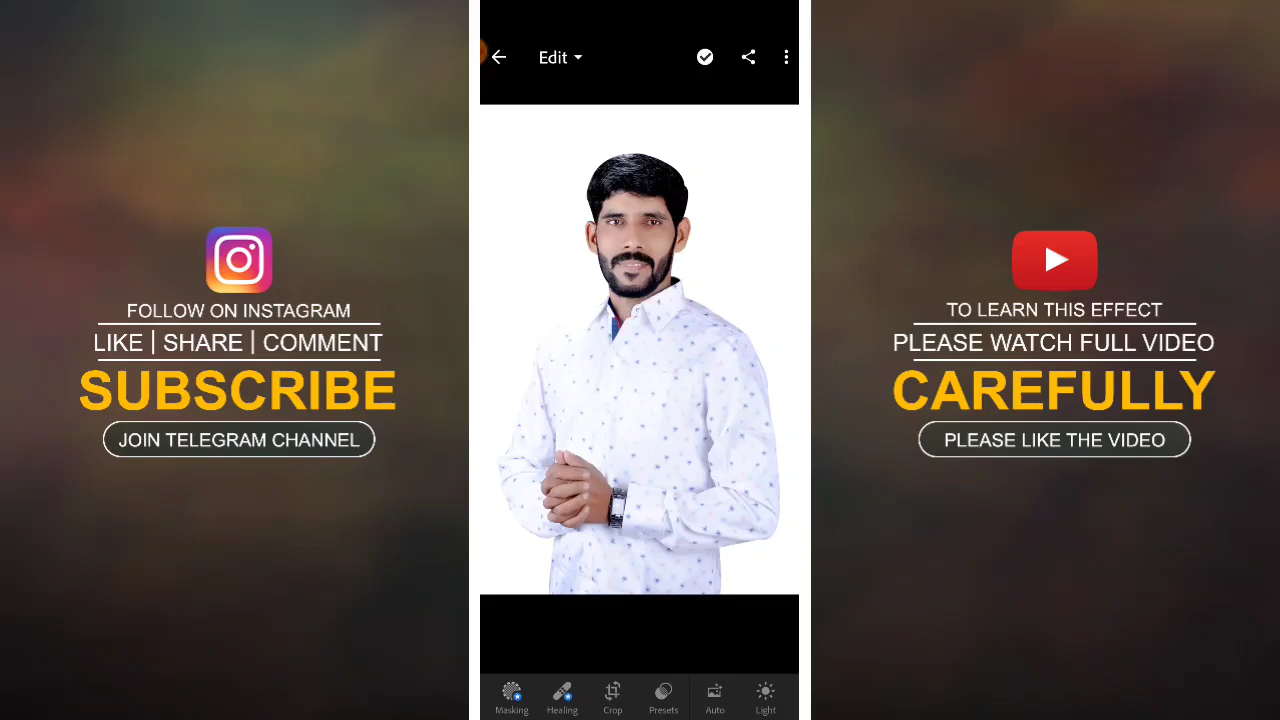 FOLLOW ON INSTAGRAM
LIKE | SHARE | COMMENT
SUBSCRIBE
JOIN TELEGRAM CHANNEL
Edit
Masking
Healing
Crop
Presets
Auto
Light
TO LEARN THIS EFFECT
PLEASE WATCH FULL VIDEO
CAREFULLY
PLEASE LIKE THE VIDEO